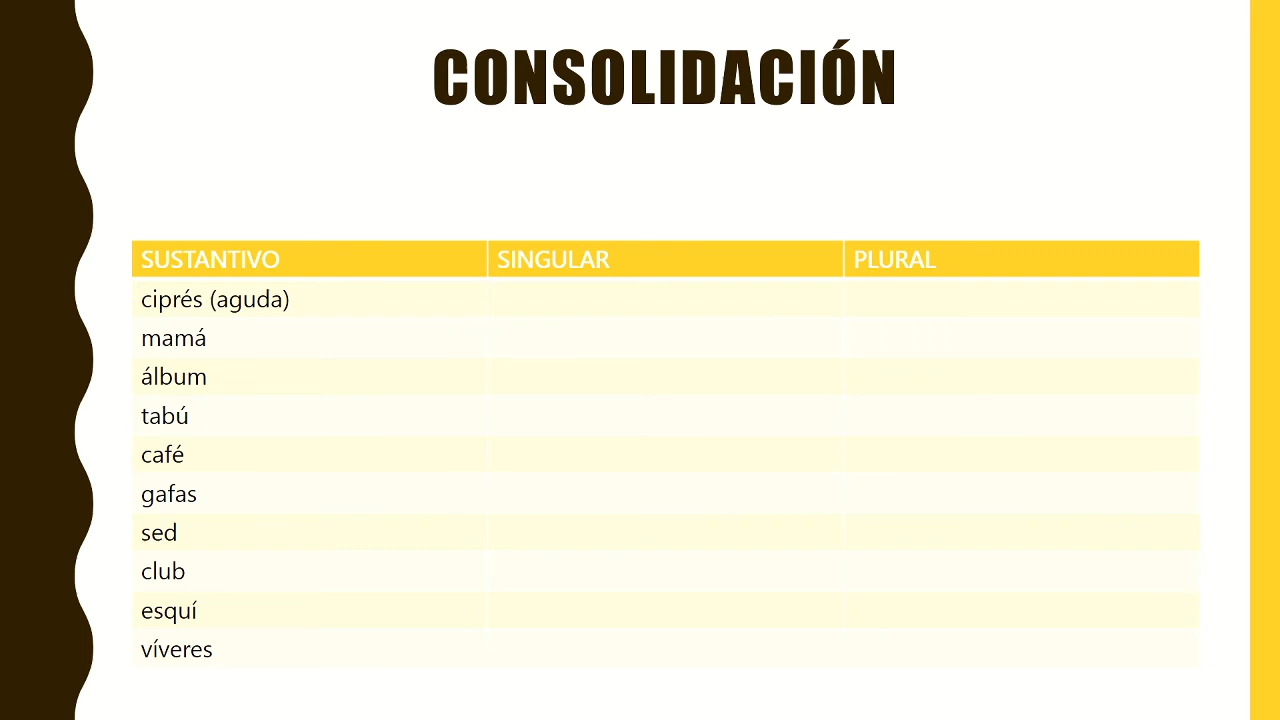 CONSOLIDACIÓN
SUSTANTIVO SINGULAR PLURAL
ciprés (aguda)
mamá
álbum
tabú
café
gafas
sed
club
esquí
víveres